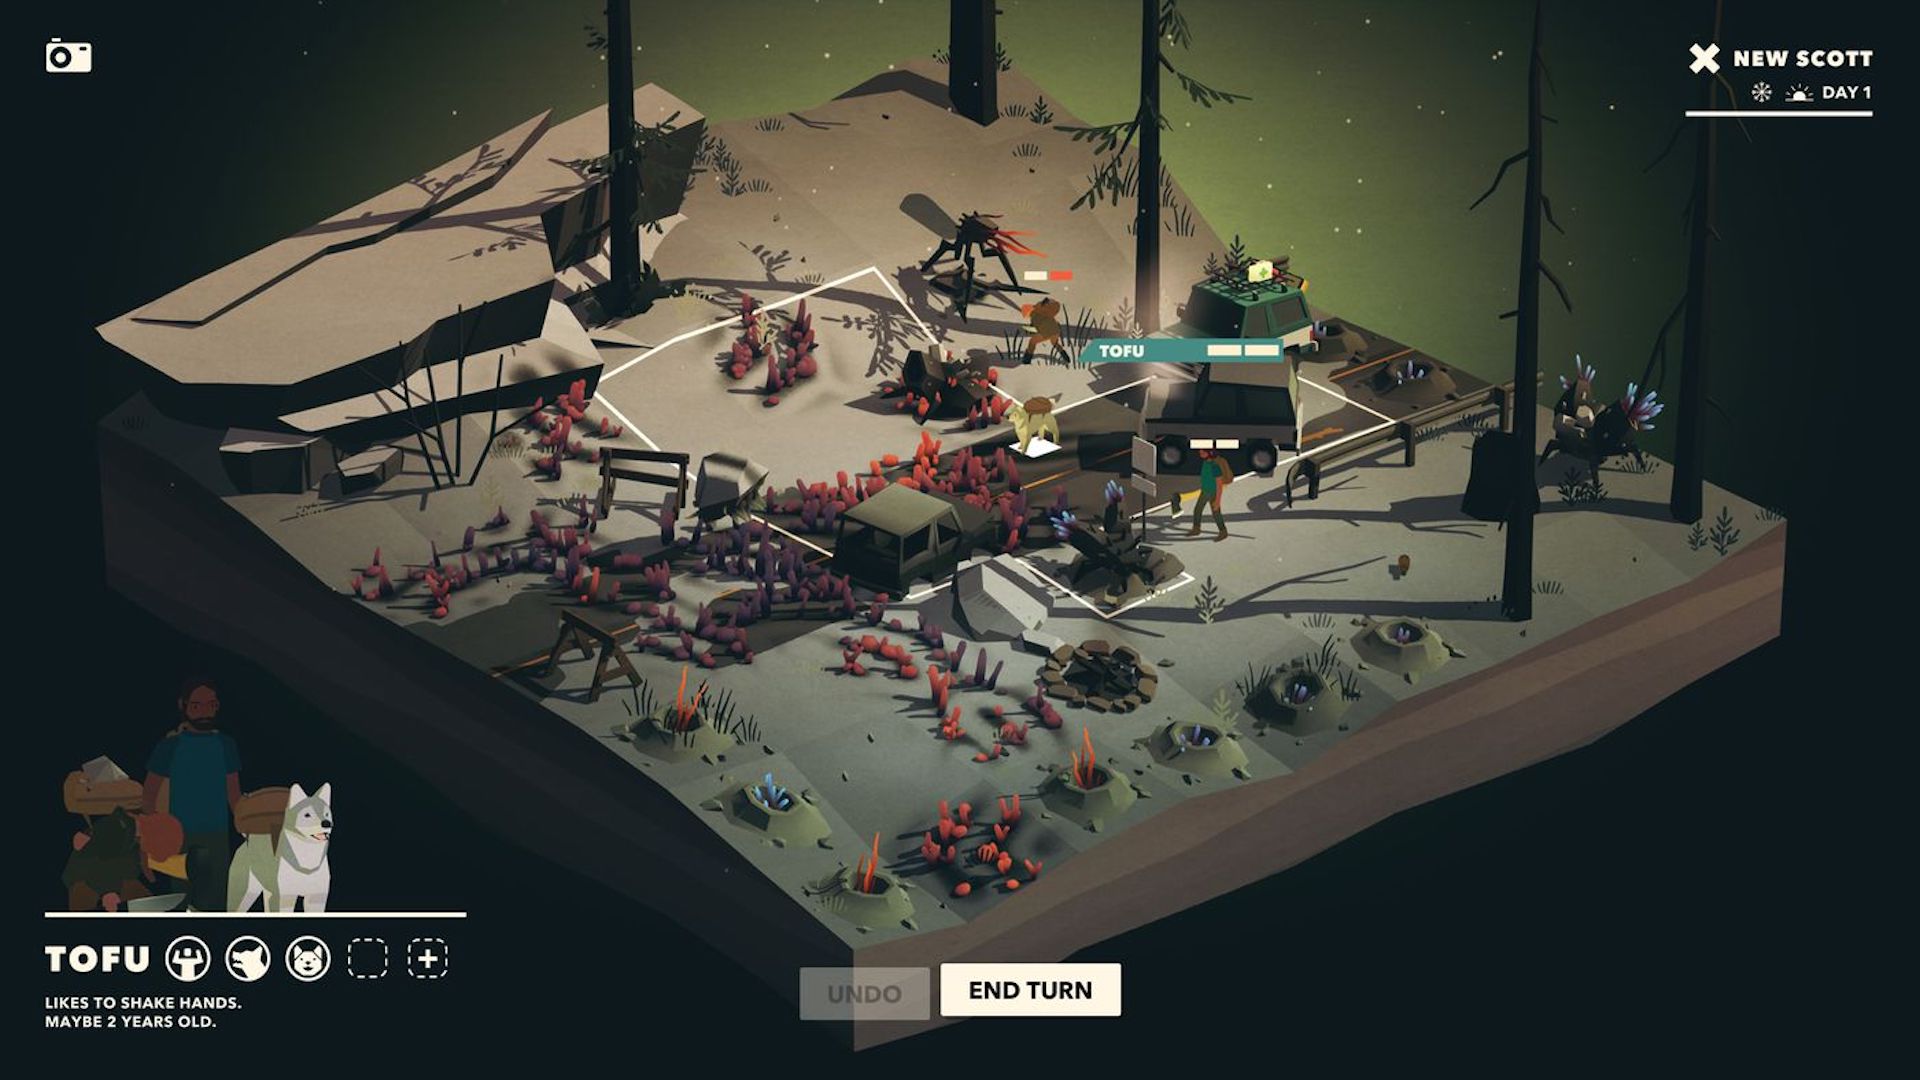 NEW SCOTT
DAY 1
TOFU
TOFU
LIKES TO SHAKE HANDS.
MAYBE 2 YEARS OLD.
UNDO
END TURN